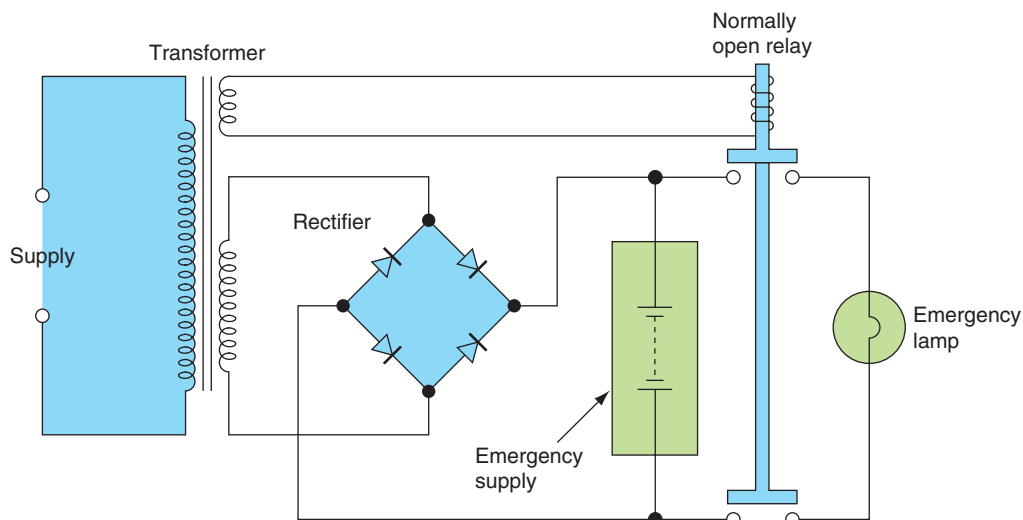 Normally
open relay
Transformer
Rectifier
Supply
Emergency
lamp
Emergency
supply